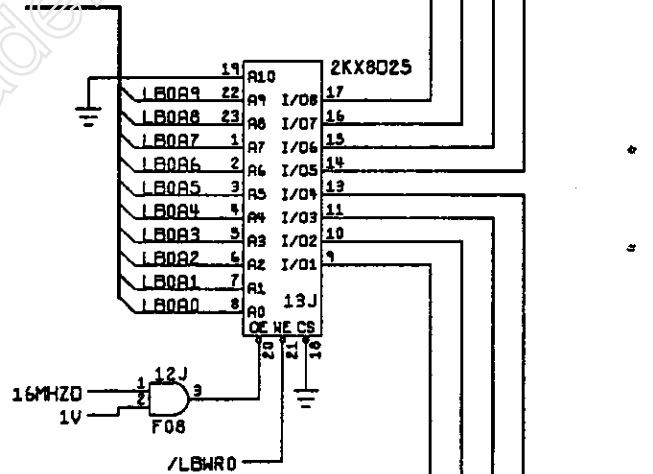 2KX8D25
19 A10
LB0A9 22 A9 I/O8 17
LB0A8 23 A8 I/O7 16
LB0A7 1 A7 I/O6 15
LB0A6 2 A6 I/O5 14
LB0A5 3 A5 I/O4 13
LB0A4 4 A4 I/O3 11
LB0A3 5 A3 I/O2 10
LB0A2 6 A2 I/O1 9
LB0A1 7 A1
LB0A0 8 A0
13J
OE WE CS
20 21 18
12J
16MHZD 1 3
1V 2
F08
/LBWR0